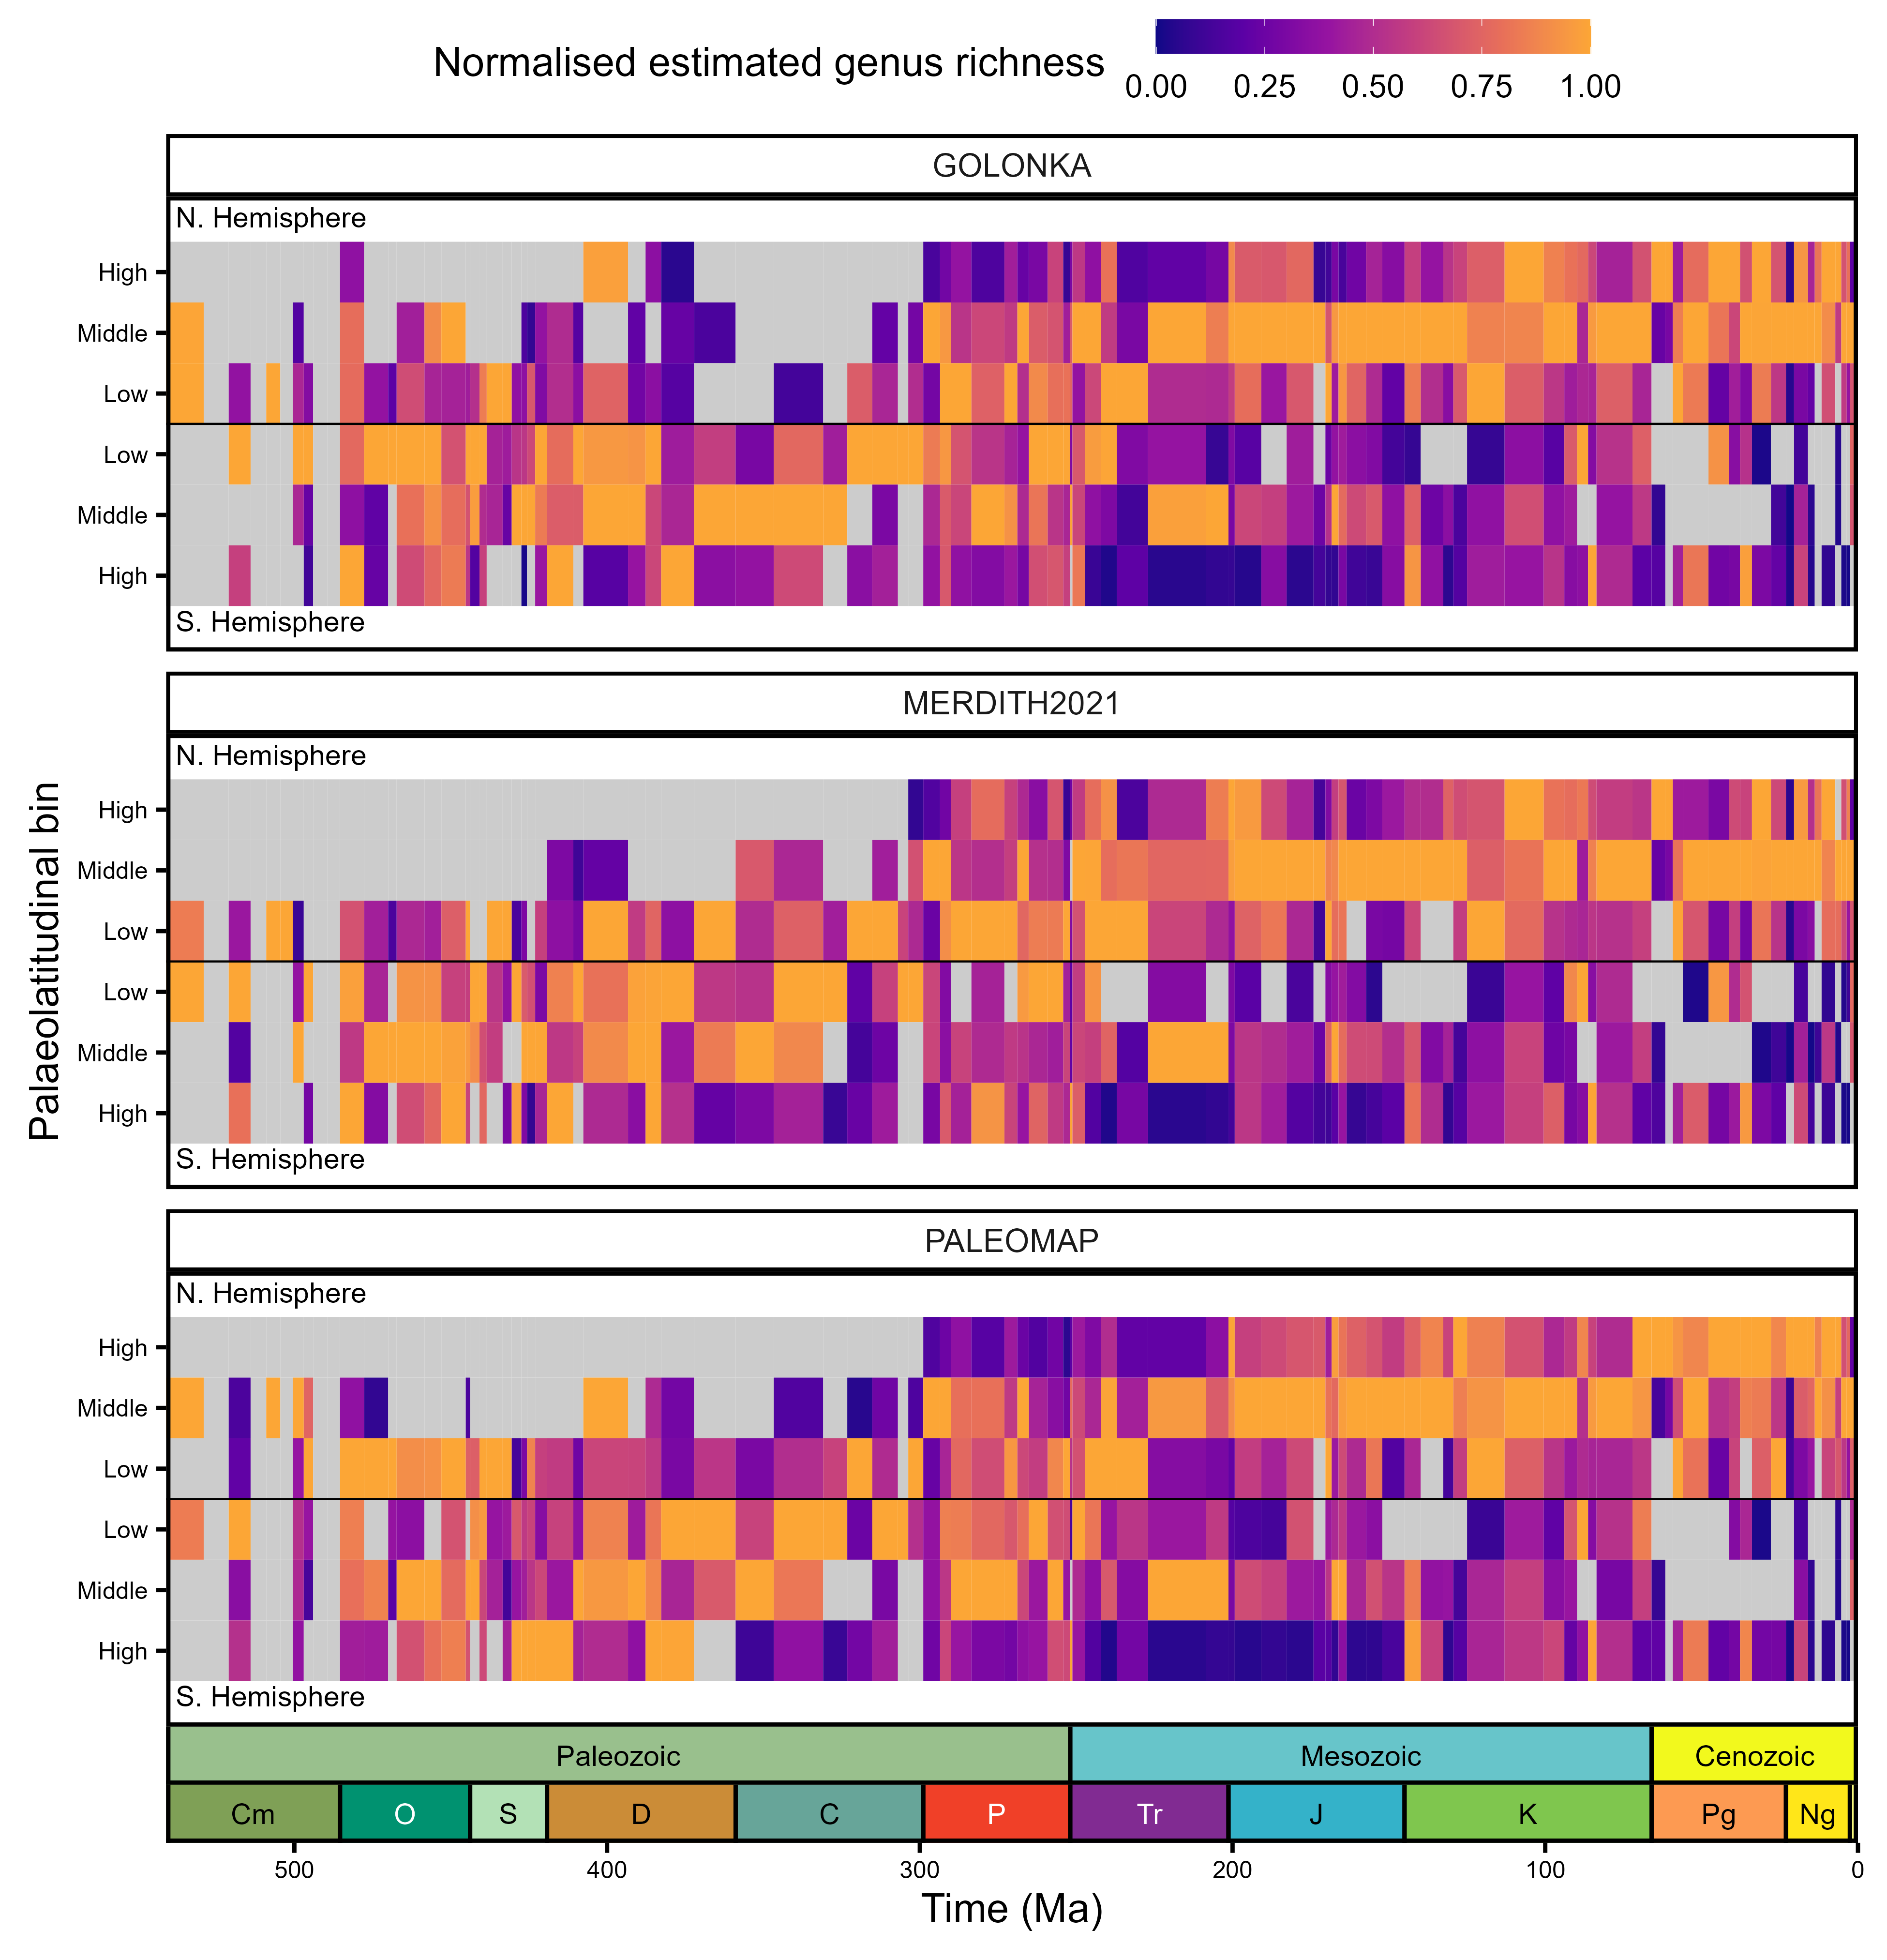 Normalised estimated genus richness
0.00 0.25 0.50 0.75 1.00
GOLONKA
N. Hemisphere
High
Middle
Low
Low
Middle
High
S. Hemisphere
MERDITH2021
N. Hemisphere
High
Middle
Low
Low
Middle
High
S. Hemisphere
Palaeolatitudinal bin
PALEOMAP
N. Hemisphere
High
Middle
Low
Low
Middle
High
S. Hemisphere
Paleozoic Mesozoic Cenozoic
Cm O S D C P Tr J K Pg Ng
500 400 300 200 100 0
Time (Ma)